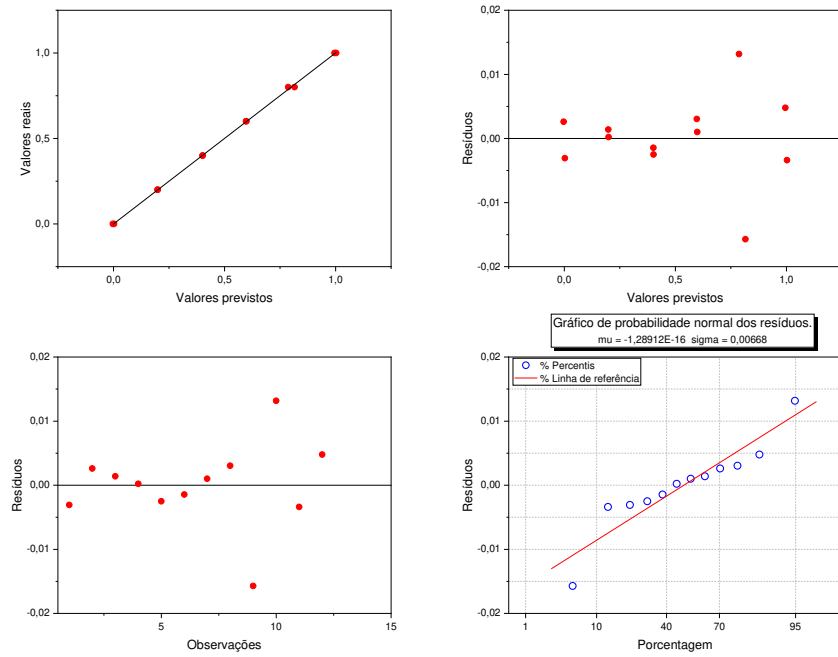 1,0
0,5
0,0
Valores reais
0,0
0,5
1,0
Valores previstos
0,02
0,01
0,00
-0,01
-0,02
Resíduos
0,0
0,5
1,0
Valores previstos
0,02
0,01
0,00
-0,01
-0,02
Resíduos
5
10
15
Observações
Gráfico de probabilidade normal dos resíduos.
mu = -1,28912E-16 sigma = 0,00668
% Percentis
% Linha de referência
0,02
0,01
0,00
-0,01
-0,02
Resíduos
1
10
40
70
95
Porcentagem